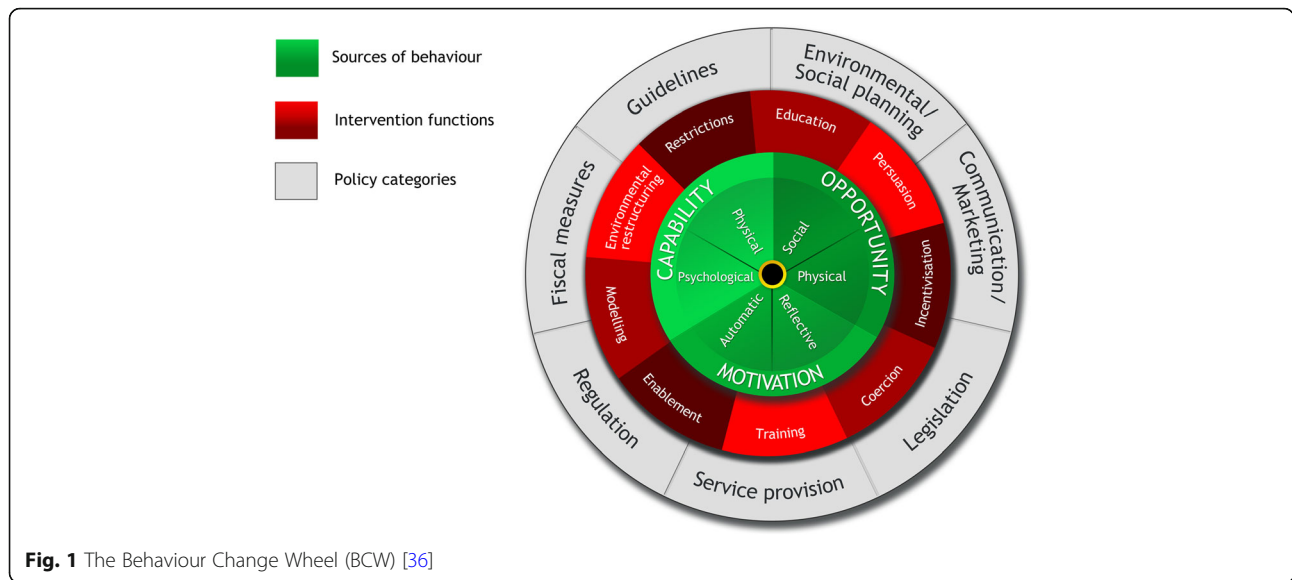 Sources of behaviour
Intervention functions
Policy categories
Guidelines
Environmental/
Social planning
Communication/
Marketing
Legislation
Service provision
Regulation
Fiscal measures
Restrictions
Education
Persuasion
Incentivisation
Coercion
Training
Enablement
Modelling
Environmental
restructuring
CAPABILITY
OPPORTUNITY
MOTIVATION
Physical
Social
Psychological
Physical
Automatic
Reflective
Fig. 1 The Behaviour Change Wheel (BCW) [36]